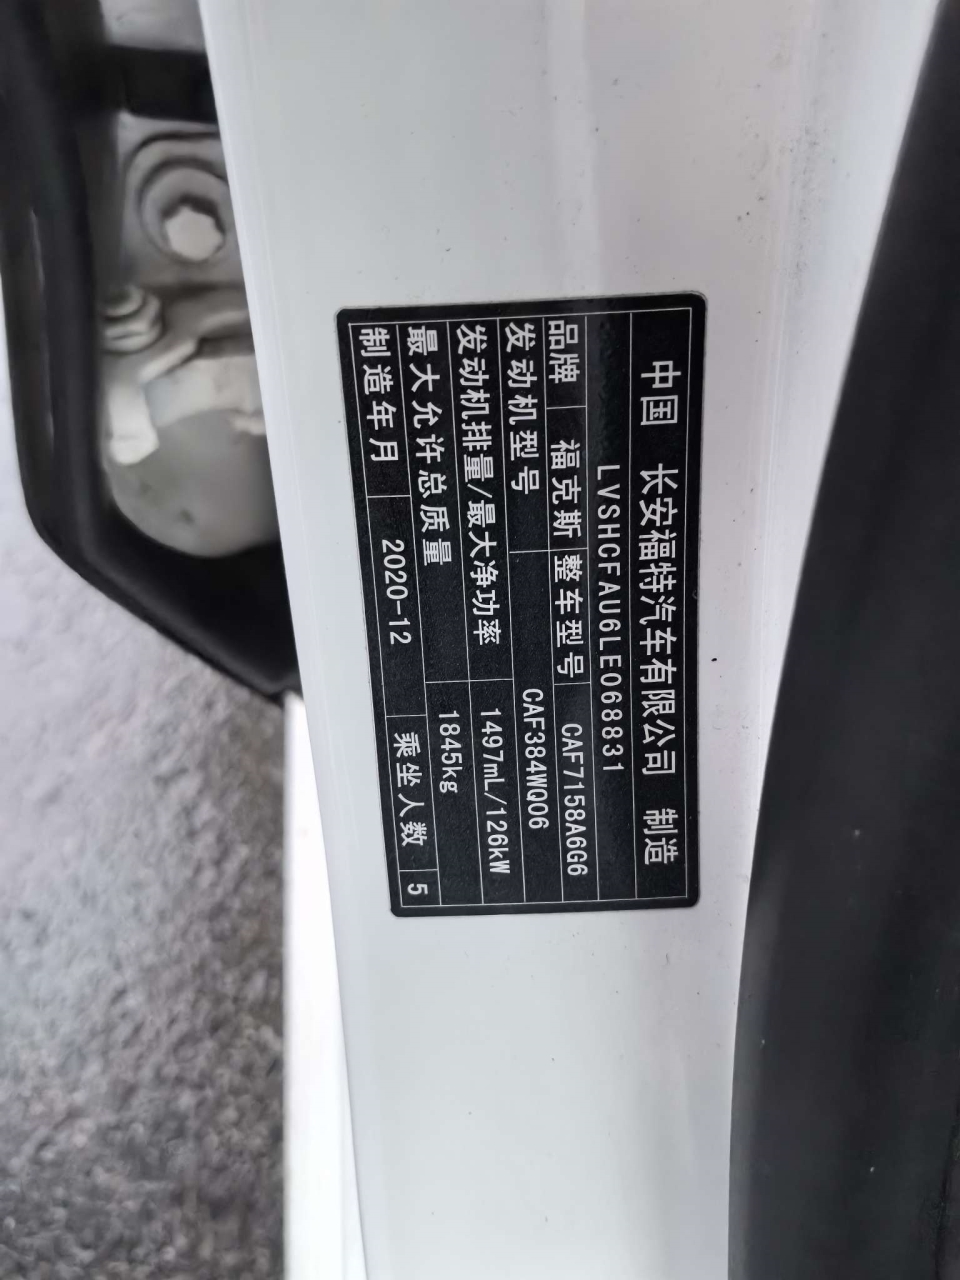 中国 长安福特汽车有限公司 制造
LVSHCFAU6LE068831
品牌 福克斯 整车型号 CAF7158A6G6
发动机型号 CAF384WQ06
发动机排量/最大净功率 1497mL/126kW
最大允许总质量 1845kg
制造年月 2020-12 乘坐人数 5